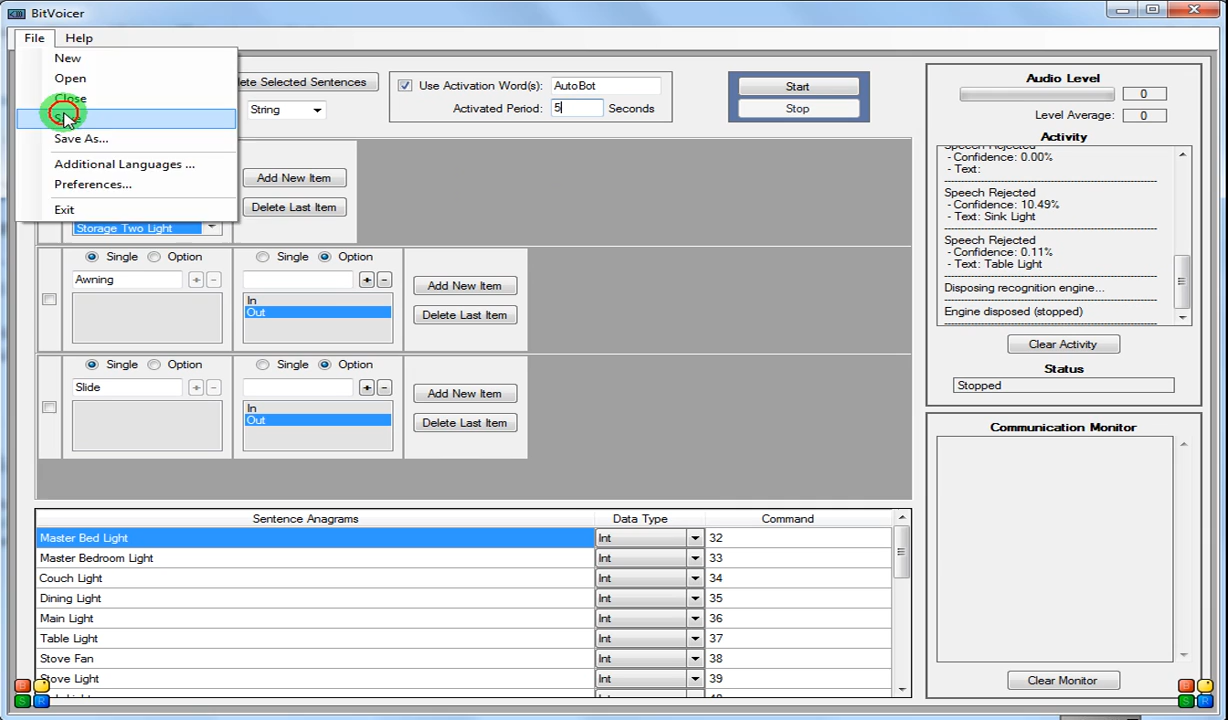 BitVoicer
File Help
New
Open
Close
Save As...
Additional Languages ...
Preferences...
Exit
Selected Sentences
String
Use Activation Word(s): AutoBot
Activated Period: 5 Seconds
Start
Stop
Add New Item
Delete Last Item
Storage Two Light
Single Option Single Option
Awning + - + -
In
Out
Add New Item
Delete Last Item
Single Option Single Option
Slide + - + -
In
Out
Add New Item
Delete Last Item
Sentence Anagrams Data Type Command
Master Bed Light Int 32
Master Bedroom Light Int 33
Couch Light Int 34
Dining Light Int 35
Main Light Int 36
Table Light Int 37
Stove Fan Int 38
Stove Light Int 39
Audio Level
0
Level Average: 0
Activity
Speech Rejected
- Confidence: 0.00%
- Text:
Speech Rejected
- Confidence: 10.49%
- Text: Sink Light
Speech Rejected
- Confidence: 0.11%
- Text: Table Light
Disposing recognition engine...
Engine disposed (stopped)
Clear Activity
Status
Stopped
Communication Monitor
Clear Monitor
B
S R
B
S R